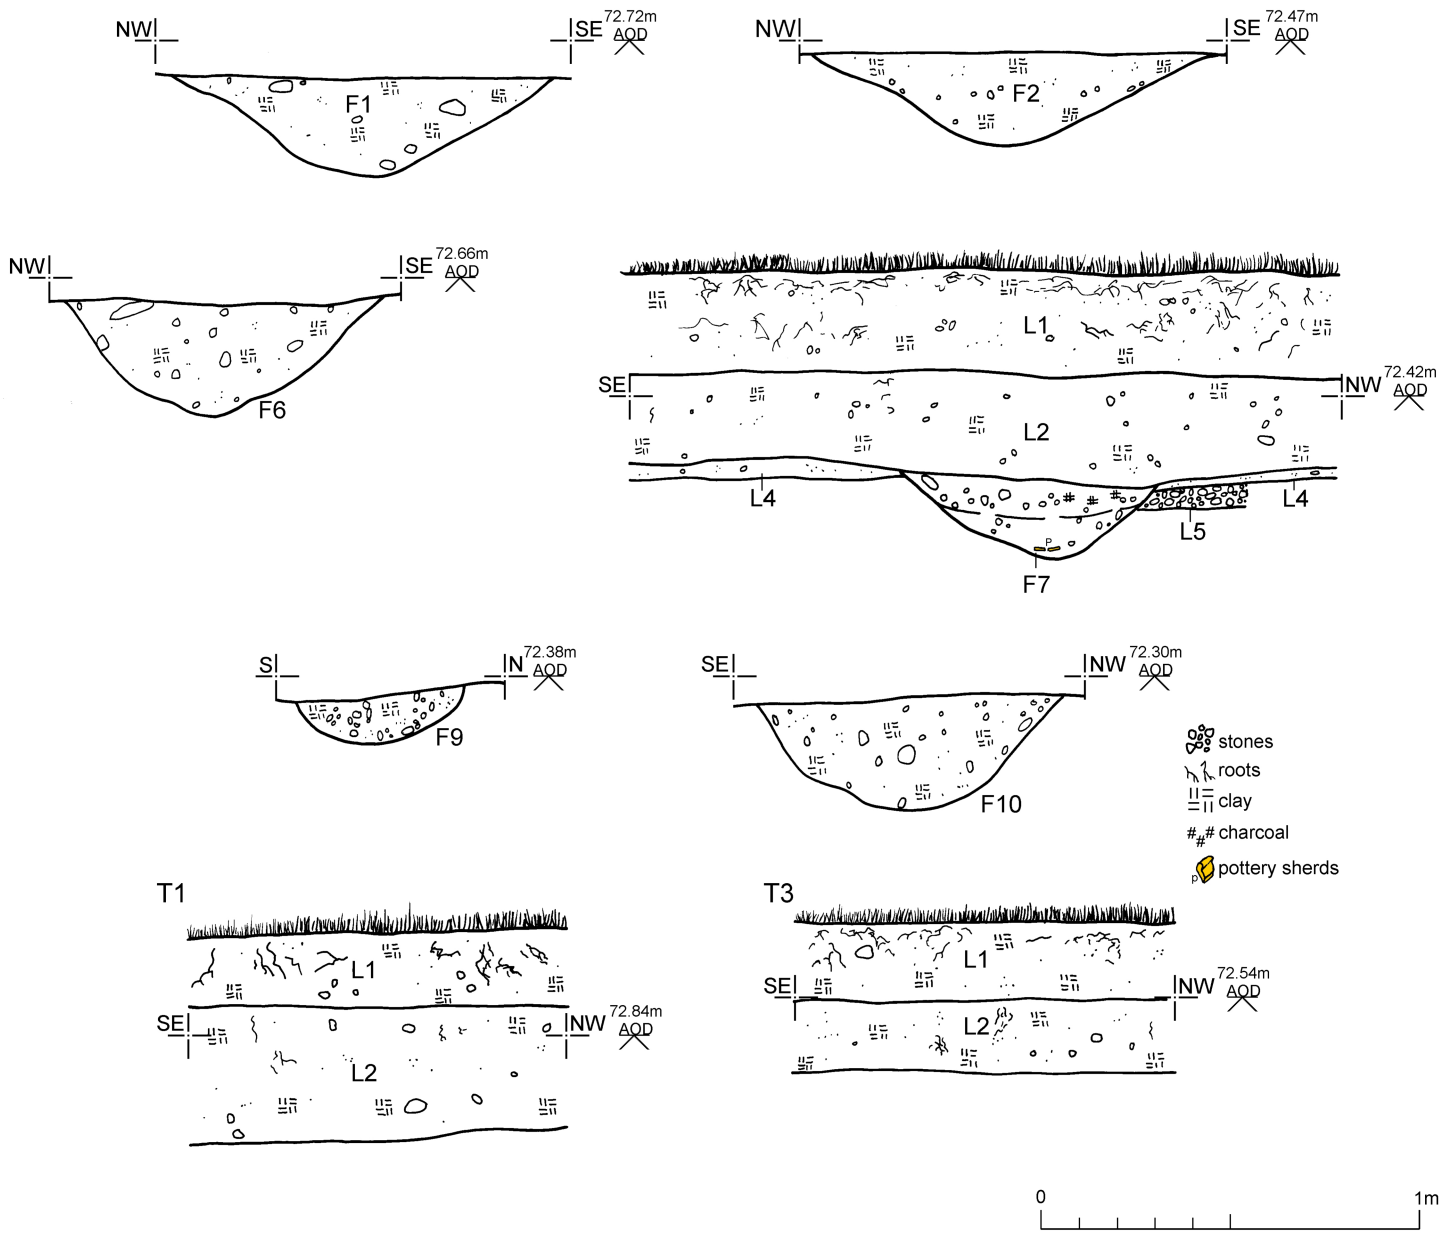 NW SE 72.72m AOD
F1
NW SE 72.47m AOD
F2
NW SE 72.66m AOD
F6
L1
SE NW 72.42m AOD
L2
L4 L5 L4
P
F7
S N 72.38m AOD
F9
SE NW 72.30m AOD
F10
stones
roots
clay
charcoal
p pottery sherds
T1
L1
SE NW 72.84m AOD
L2
T3
L1
SE NW 72.54m AOD
L2
0 1m